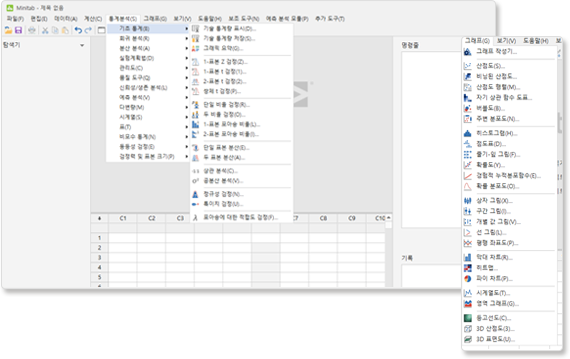 Minitab - 제목 없음
파일(F) 편집(E) 데이터(A) 계산(C) 통계분석(S) 그래프(G) 보기(V) 도움말(H) 보조 도구(N) 예측 분석 모듈(P) 추가 도구(T)
탐색기
기초 통계(B)
회귀 분석(R)
분산 분석(A)
실험계획법(D)
관리도(C)
품질 도구(Q)
신뢰성/생존 분석(L)
예측 분석(V)
다변량(M)
시계열(S)
표(T)
비모수 통계(N)
동등성 검정(E)
검정력 및 표본 크기(P)
기술 통계량 표시(D)...
기술 통계량 저장(S)...
그래픽 요약(G)...
1-표본 Z 검정(Z)...
1-표본 t 검정(1)...
2-표본 t 검정(2)...
쌍체 t 검정(P)...
단일 비율 검정(R)...
두 비율 검정(O)...
1-표본 포아송 비율(L)...
2-표본 포아송 비율(I)...
단일 표본 분산(E)...
두 표본 분산(A)...
상관 분석(C)...
공분산 분석(V)...
정규성 검정(N)...
특이치 검정(U)...
포아송에 대한 적합도 검정(F)...
명령줄
기록
C1 C2 C3 C7 C8 C9 C10
1
2
3
4
5
6
그래프(G) 보기(V) 도움말(H) 보
그래프 작성기...
산점도(S)...
비닝된 산점도...
산점도 행렬(M)...
자기 상관 함수 도표...
버블도(B)...
주변 분포도(N)...
히스토그램(H)...
점도표(D)...
줄기-잎 그림(F)...
확률도(Y)...
경험적 누적분포함수(E)...
확률 분포도(O)...
상자 그림(X)...
구간 그림(I)...
개별 값 그림(V)...
선 그림(L)...
평행 좌표도(P)...
막대 차트(R)...
히트맵...
파이 차트(P)...
시계열도(T)...
영역 그래프(G)...
등고선도(C)...
3D 산점도(3)...
3D 표면도(U)...